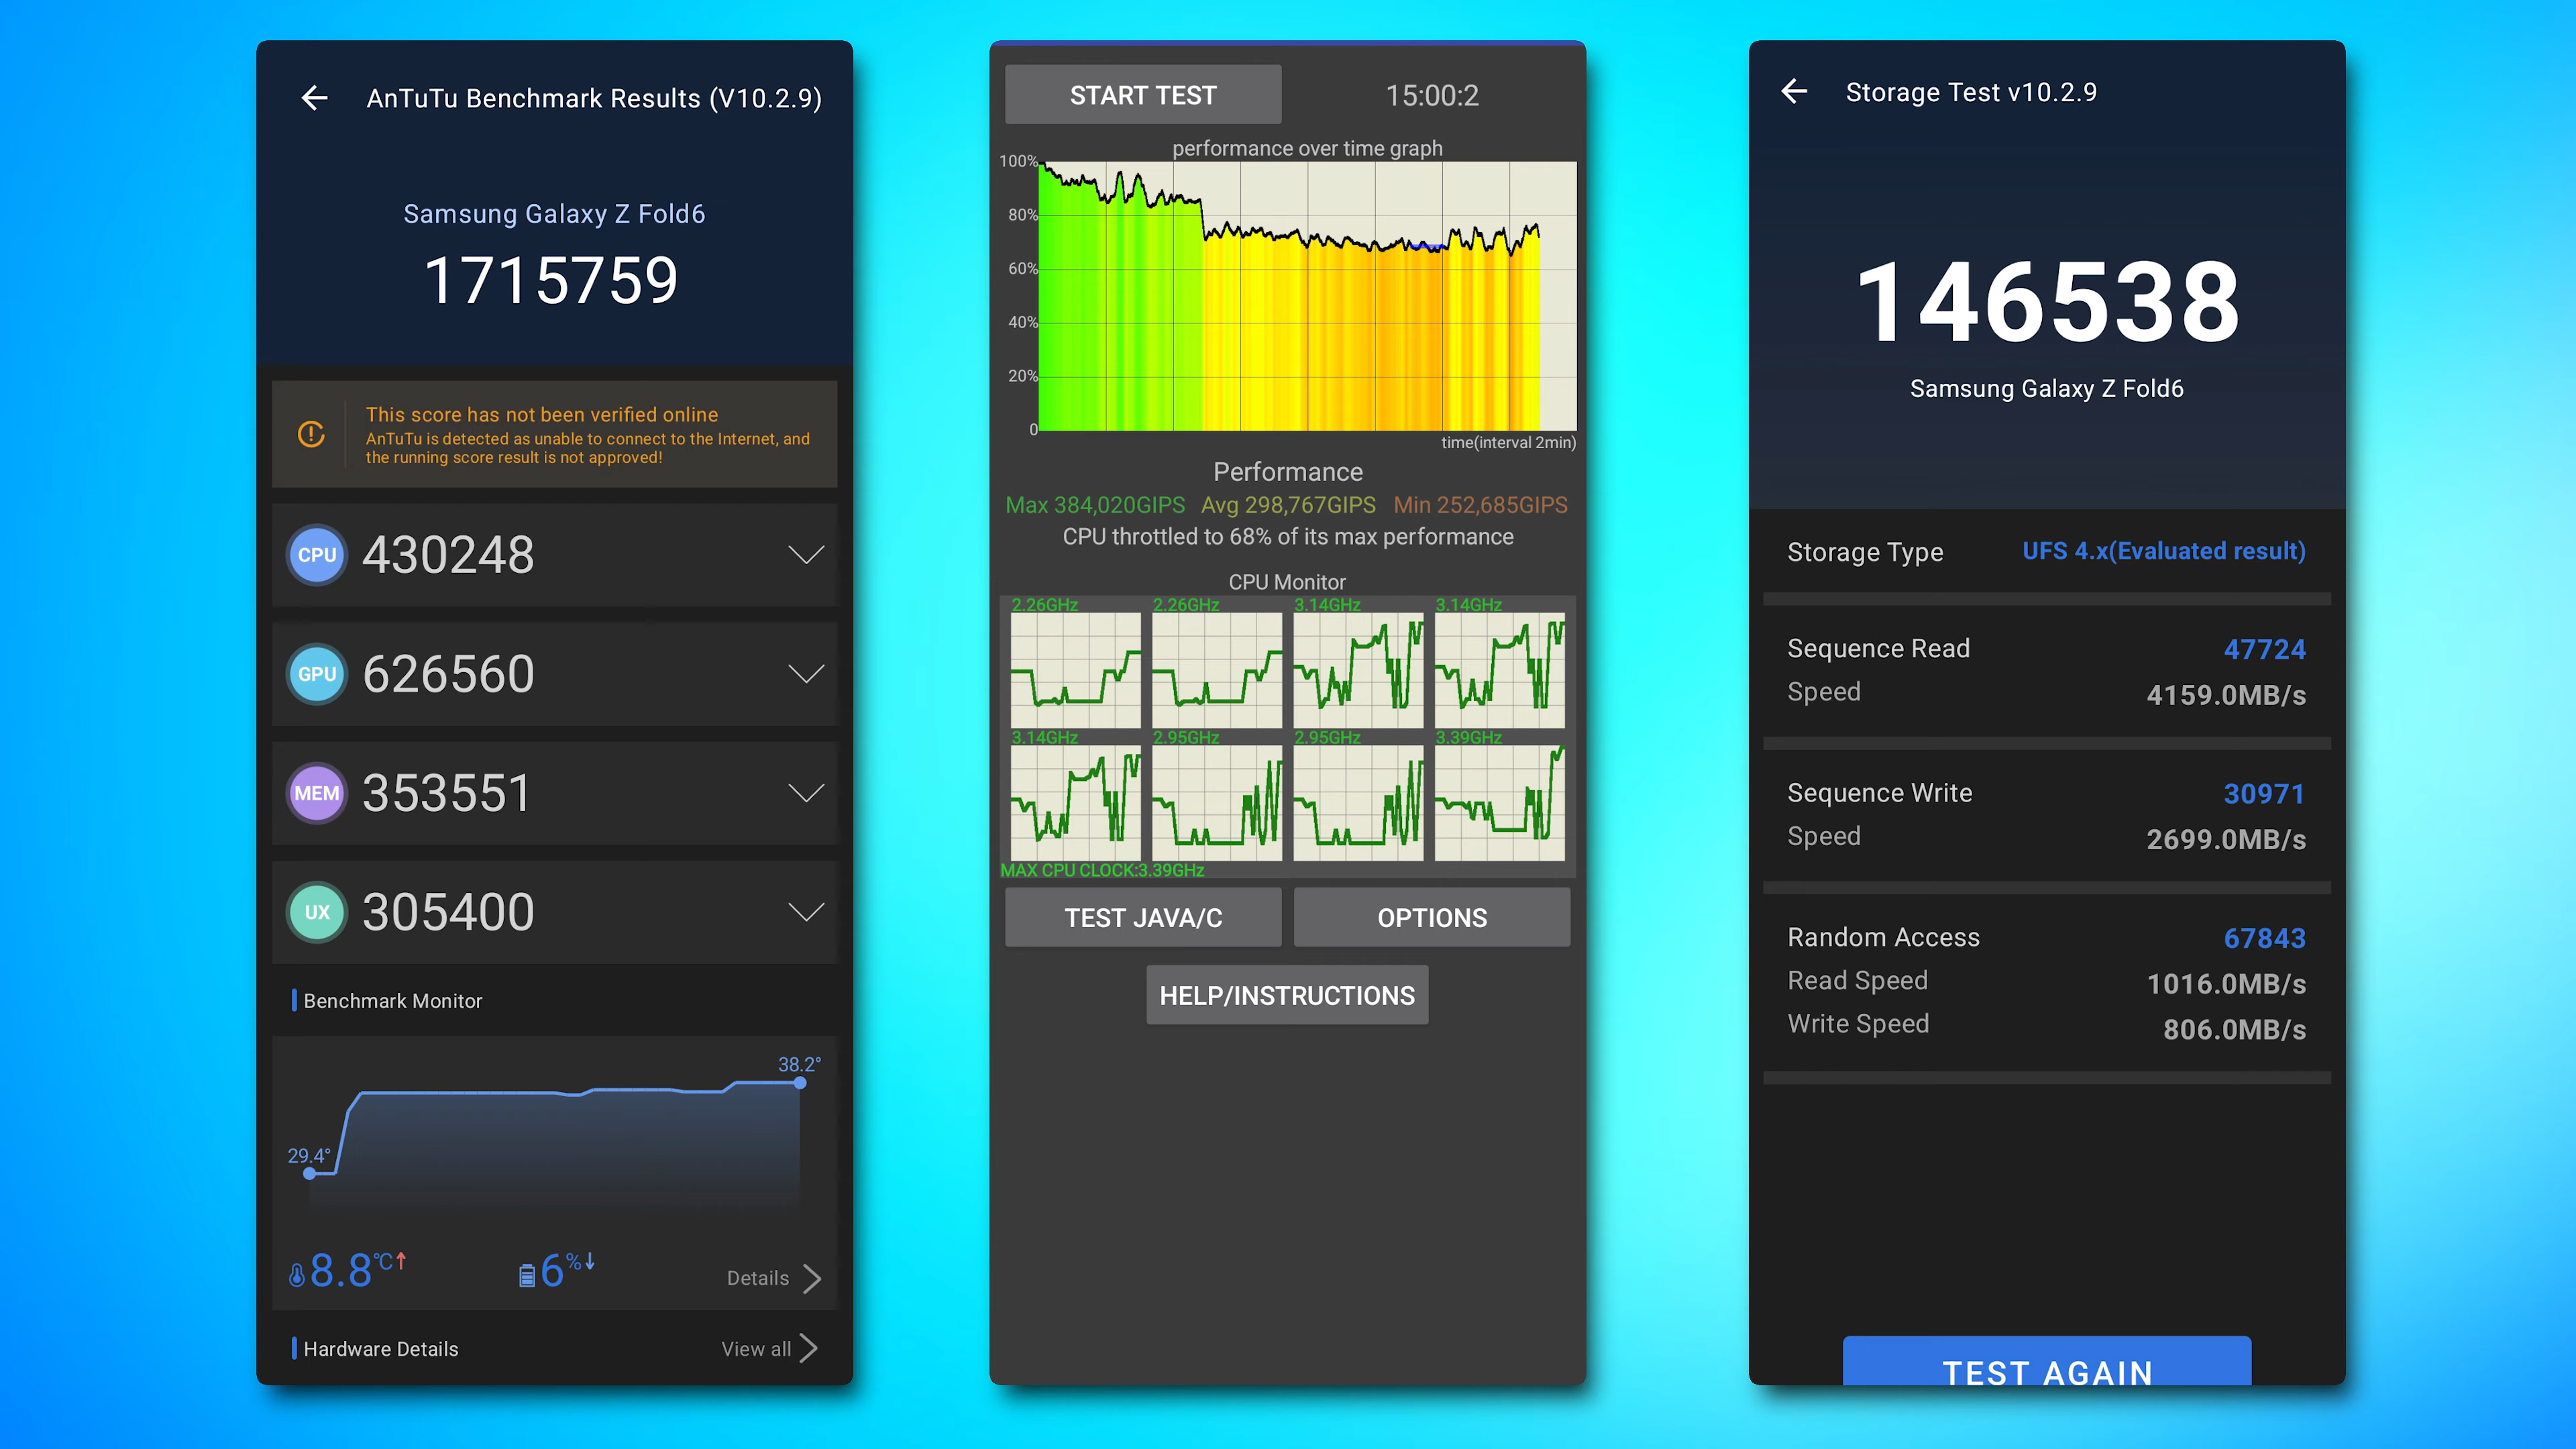 AnTuTu Benchmark Results (V10.2.9)
Samsung Galaxy Z Fold6
1715759
This score has not been verified online
AnTuTu is detected as unable to connect to the Internet, and
the running score result is not approved!
CPU 430248
GPU 626560
MEM 353551
UX 305400
Benchmark Monitor
38.2°
29.4°
8.8°C↑ 6%↓ Details
Hardware Details View all
START TEST 15:00:2
performance over time graph
100%
80%
60%
40%
20%
0
time(interval 2min)
Performance
Max 384,020GIPS Avg 298,767GIPS Min 252,685GIPS
CPU throttled to 68% of its max performance
CPU Monitor
2.26GHz 2.26GHz 3.14GHz 3.14GHz
3.14GHz 2.95GHz 2.95GHz 3.39GHz
MAX CPU CLOCK:3.39GHz
TEST JAVA/C OPTIONS
HELP/INSTRUCTIONS
Storage Test v10.2.9
146538
Samsung Galaxy Z Fold6
Storage Type UFS 4.x(Evaluated result)
Sequence Read 47724
Speed 4159.0MB/s
Sequence Write 30971
Speed 2699.0MB/s
Random Access 67843
Read Speed 1016.0MB/s
Write Speed 806.0MB/s
TEST AGAIN